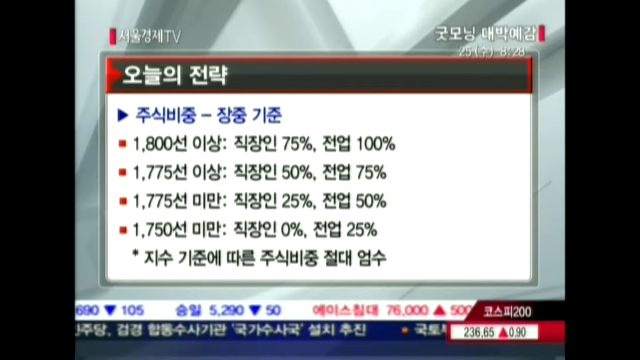 서울경제TV
굿모닝 대박예감
25 (수) 8:28
오늘의 전략
▶ 주식비중 – 장중 기준
1,800선 이상: 직장인 75%, 전업 100%
1,775선 이상: 직장인 50%, 전업 75%
1,775선 미만: 직장인 25%, 전업 50%
1,750선 미만: 직장인 0%, 전업 25%
* 지수 기준에 따른 주식비중 절대 엄수
690 ▼ 105 승일 5,290 ▼ 50 에이스침대 76,000 ▲ 500
코스피200
민주당, 검경 합동수사기관 '국가수사국' 설치 추진 국토
236.65 ▲0.90